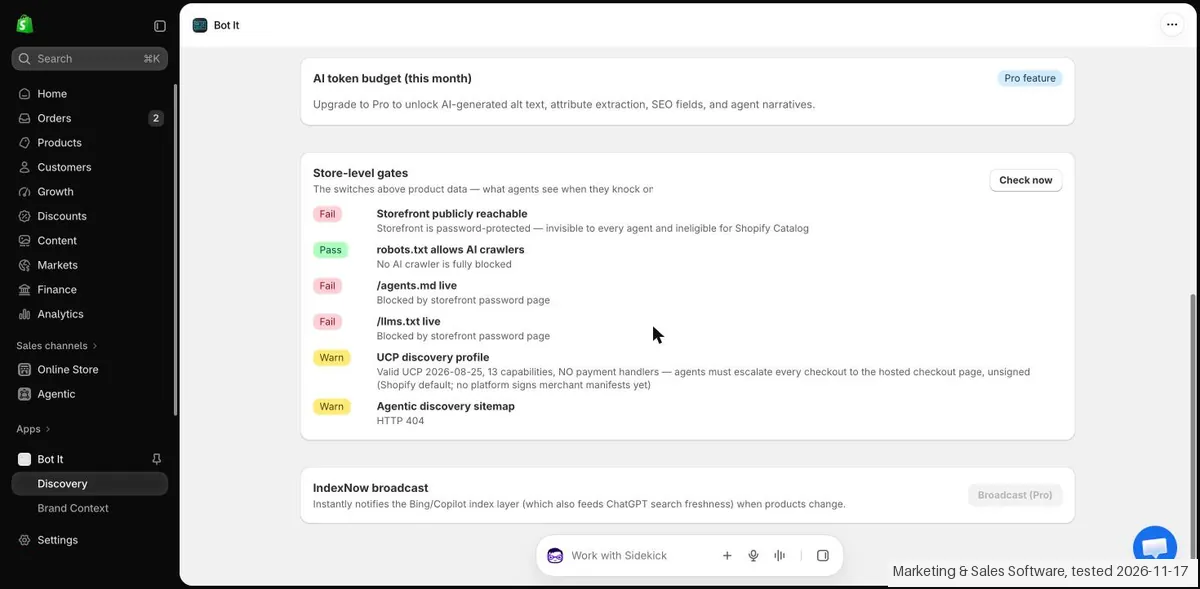 Bot It
Search ⌘K
Home
Orders 2
Products
Customers
Growth
Discounts
Content
Markets
Finance
Analytics
Sales channels
Online Store
Agentic
Apps
Bot It
Discovery
Brand Context
Settings
AI token budget (this month)
Pro feature
Upgrade to Pro to unlock AI-generated alt text, attribute extraction, SEO fields, and agent narratives.
Store-level gates
The switches above product data — what agents see when they knock on
Check now
Fail Storefront publicly reachable
Storefront is password-protected — invisible to every agent and ineligible for Shopify Catalog
Pass robots.txt allows AI crawlers
No AI crawler is fully blocked
Fail /agents.md live
Blocked by storefront password page
Fail /llms.txt live
Blocked by storefront password page
Warn UCP discovery profile
Valid UCP 2026-08-25, 13 capabilities, NO payment handlers — agents must escalate every checkout to the hosted checkout page, unsigned
(Shopify default; no platform signs merchant manifests yet)
Warn Agentic discovery sitemap
HTTP 404
IndexNow broadcast
Instantly notifies the Bing/Copilot index layer (which also feeds ChatGPT search freshness) when products change.
Broadcast (Pro)
Work with Sidekick
Marketing & Sales Software, tested 2026-11-17